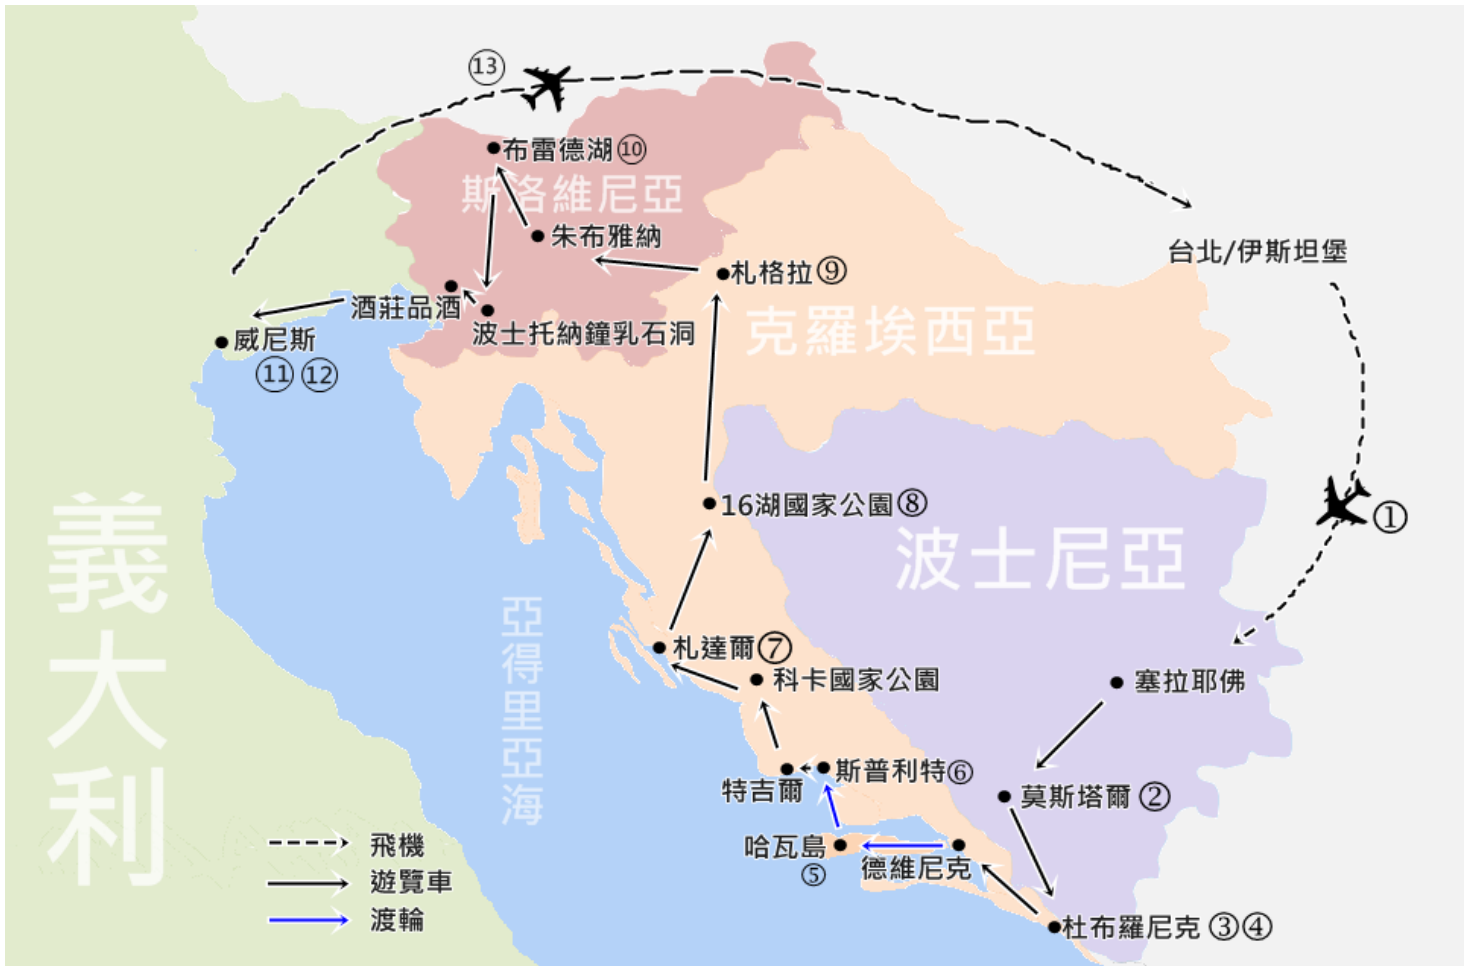 ⑬
布雷德湖⑩
斯洛維尼亞
朱布雅納
台北/伊斯坦堡
札格拉⑨
酒莊品酒
克羅埃西亞
波士托納鐘乳石洞
威尼斯
⑪⑫
義大利
16湖國家公園⑧
①
波士尼亞
亞得里亞海
札達爾⑦
科卡國家公園
塞拉耶佛
斯普利特⑥
特吉爾
莫斯塔爾②
哈瓦島
⑤
德維尼克
杜布羅尼克③④
飛機
遊覽車
渡輪